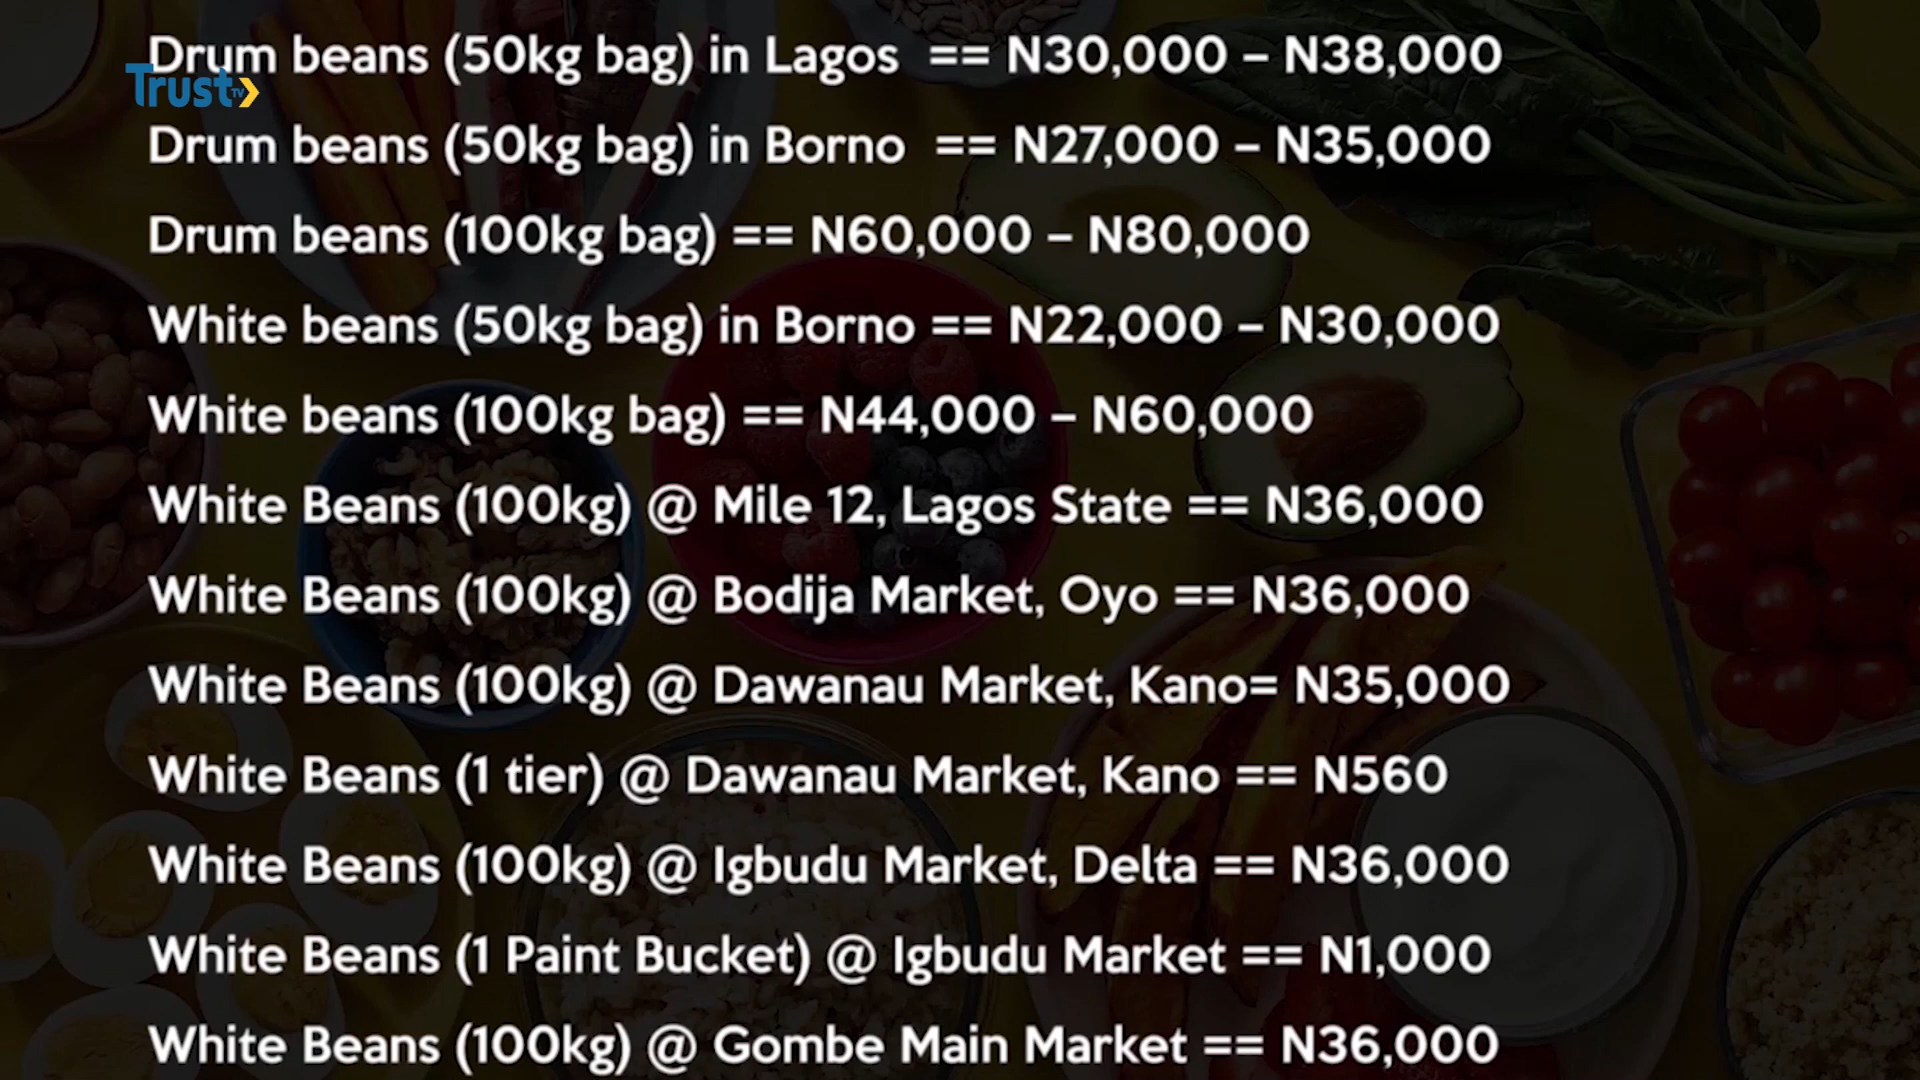 Drum beans (50kg bag) in Lagos == N30,000 – N38,000
Trust TV
Drum beans (50kg bag) in Borno == N27,000 – N35,000
Drum beans (100kg bag) == N60,000 – N80,000
White beans (50kg bag) in Borno == N22,000 – N30,000
White beans (100kg bag) == N44,000 – N60,000
White Beans (100kg) @ Mile 12, Lagos State == N36,000
White Beans (100kg) @ Bodija Market, Oyo == N36,000
White Beans (100kg) @ Dawanau Market, Kano= N35,000
White Beans (1 tier) @ Dawanau Market, Kano == N560
White Beans (100kg) @ Igbudu Market, Delta == N36,000
White Beans (1 Paint Bucket) @ Igbudu Market == N1,000
White Beans (100kg) @ Gombe Main Market == N36,000